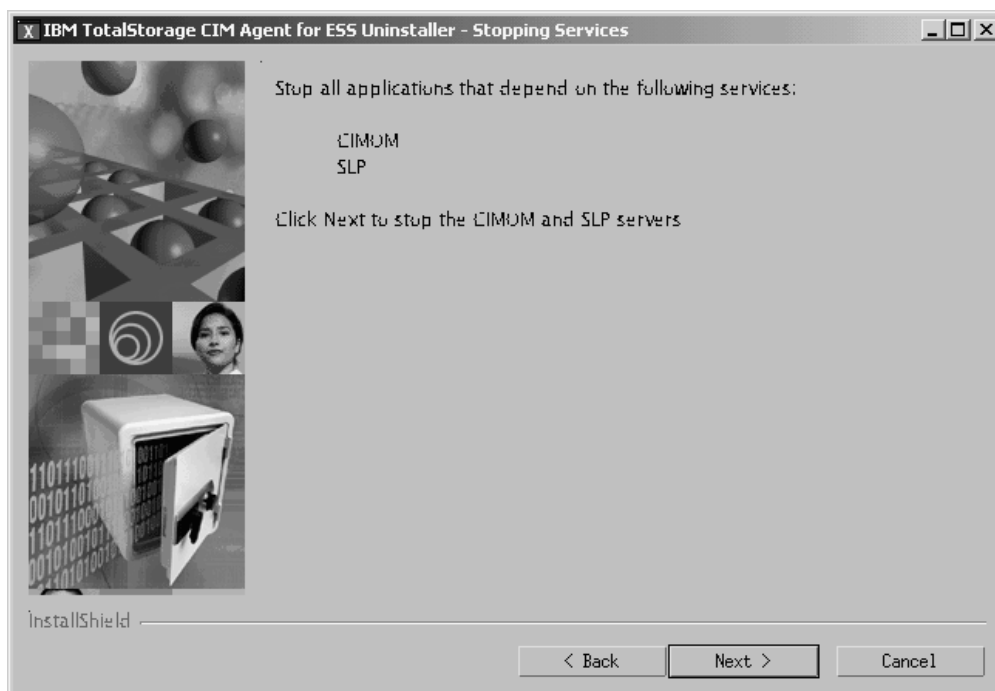 X IBM TotalStorage CIM Agent for ESS Uninstaller - Stopping Services
Stop all applications that depend on the following services:
CIMOM
SLP
Click Next to stop the CIMOM and SLP servers
InstallShield
< Back
Next >
Cancel